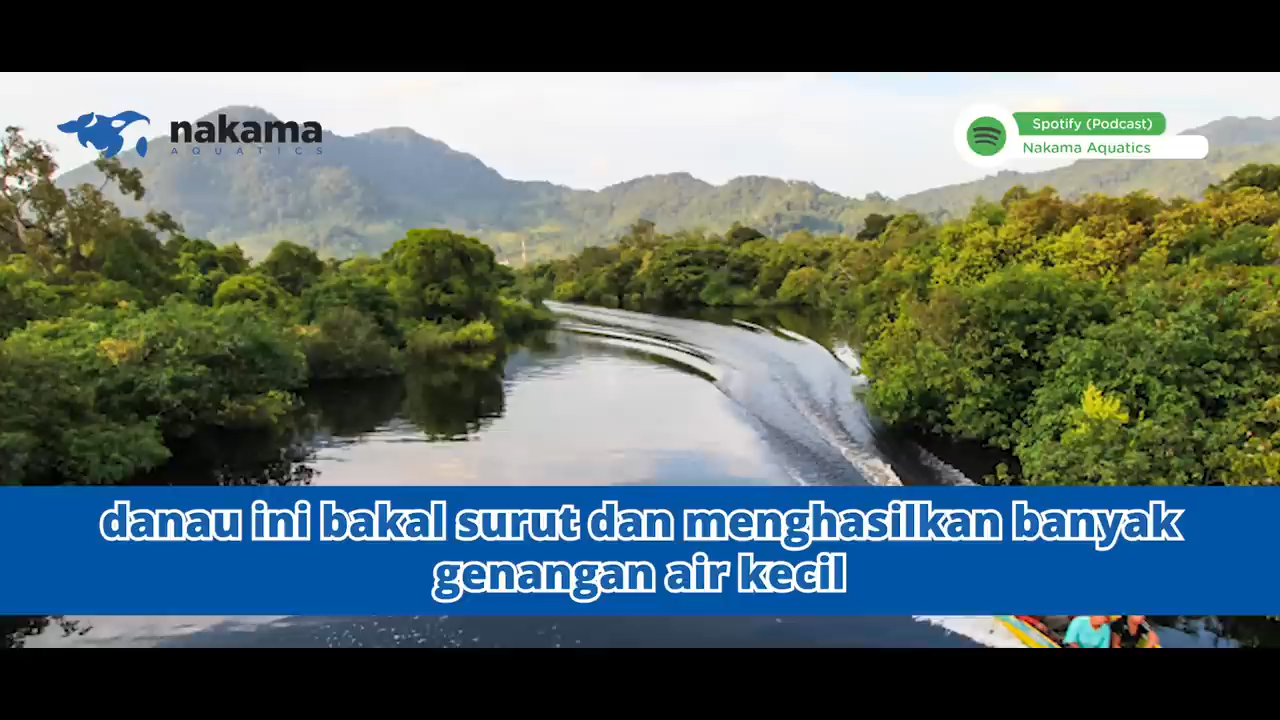 nakama
AQUATICS
Spotify (Podcast)
Nakama Aquatics
danau ini bakal surut dan menghasilkan banyak
genangan air kecil